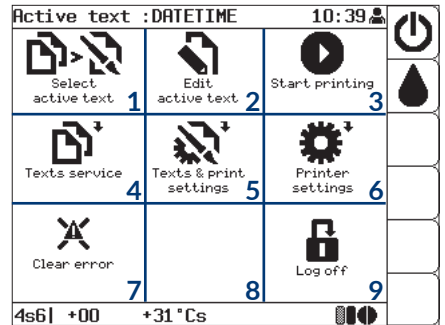 Active text :DATETIME 10:39
Select
active text 1
Edit
active text 2
Start printing
3
Texts service
4
Texts & print
settings 5
Printer
settings 6
Clear error
7
8
Log off
9
4s6| +00 +31°Cs